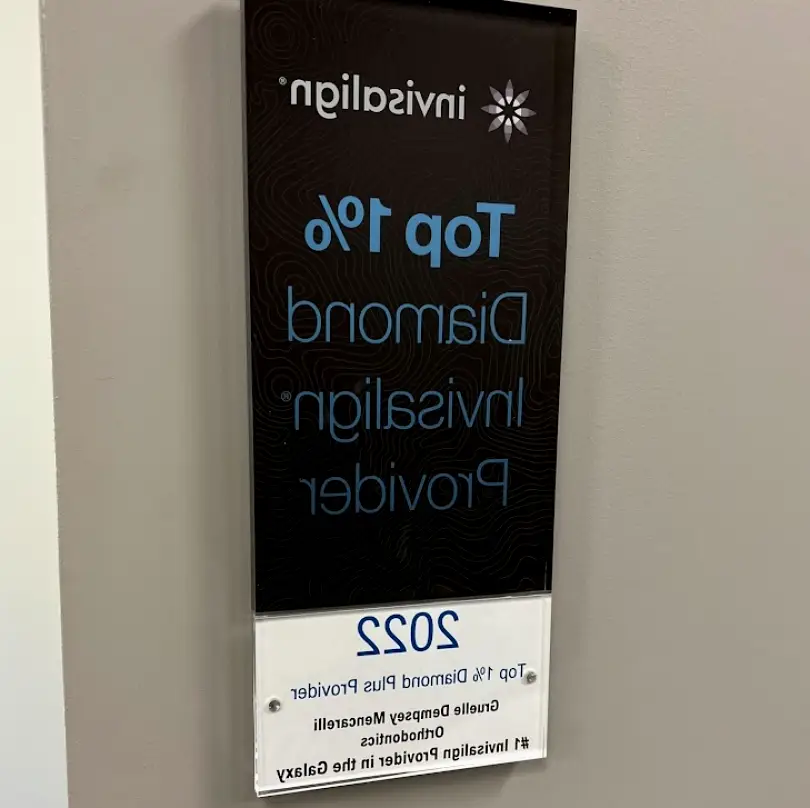 invisalign®
Top 1%
Diamond
Invisalign®
Provider
2022
Top 1% Diamond Plus Provider
Gruelle Dempsey Mencarelli
Orthodontics
#1 Invisalign Provider in the Galaxy